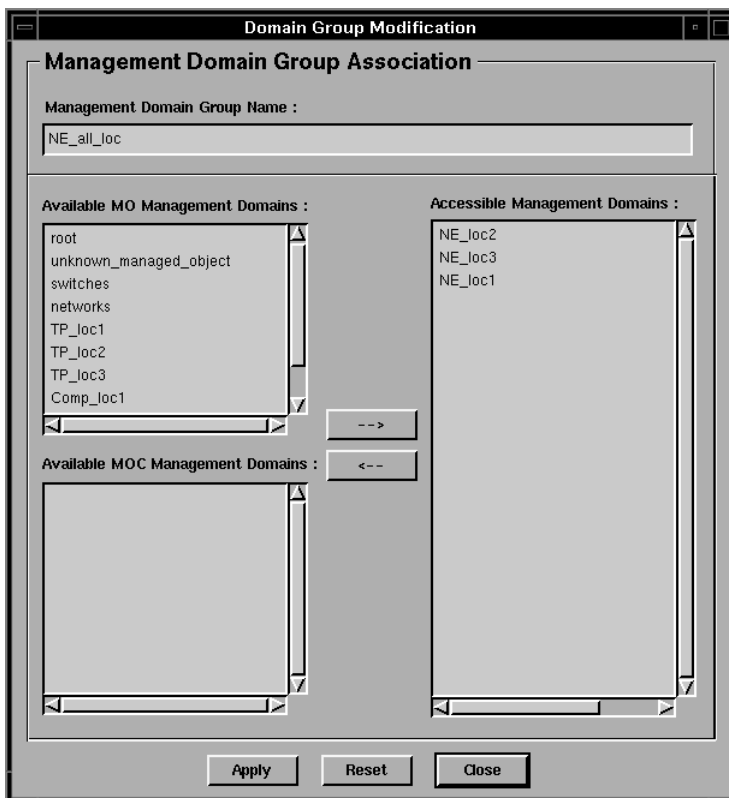 Domain Group Modification
Management Domain Group Association
Management Domain Group Name :
NE_all_loc
Available MO Management Domains :
root
unknown_managed_object
switches
networks
TP_loc1
TP_loc2
TP_loc3
Comp_loc1
-->
<--
Available MOC Management Domains :
Accessible Management Domains :
NE_loc2
NE_loc3
NE_loc1
Apply
Reset
Close